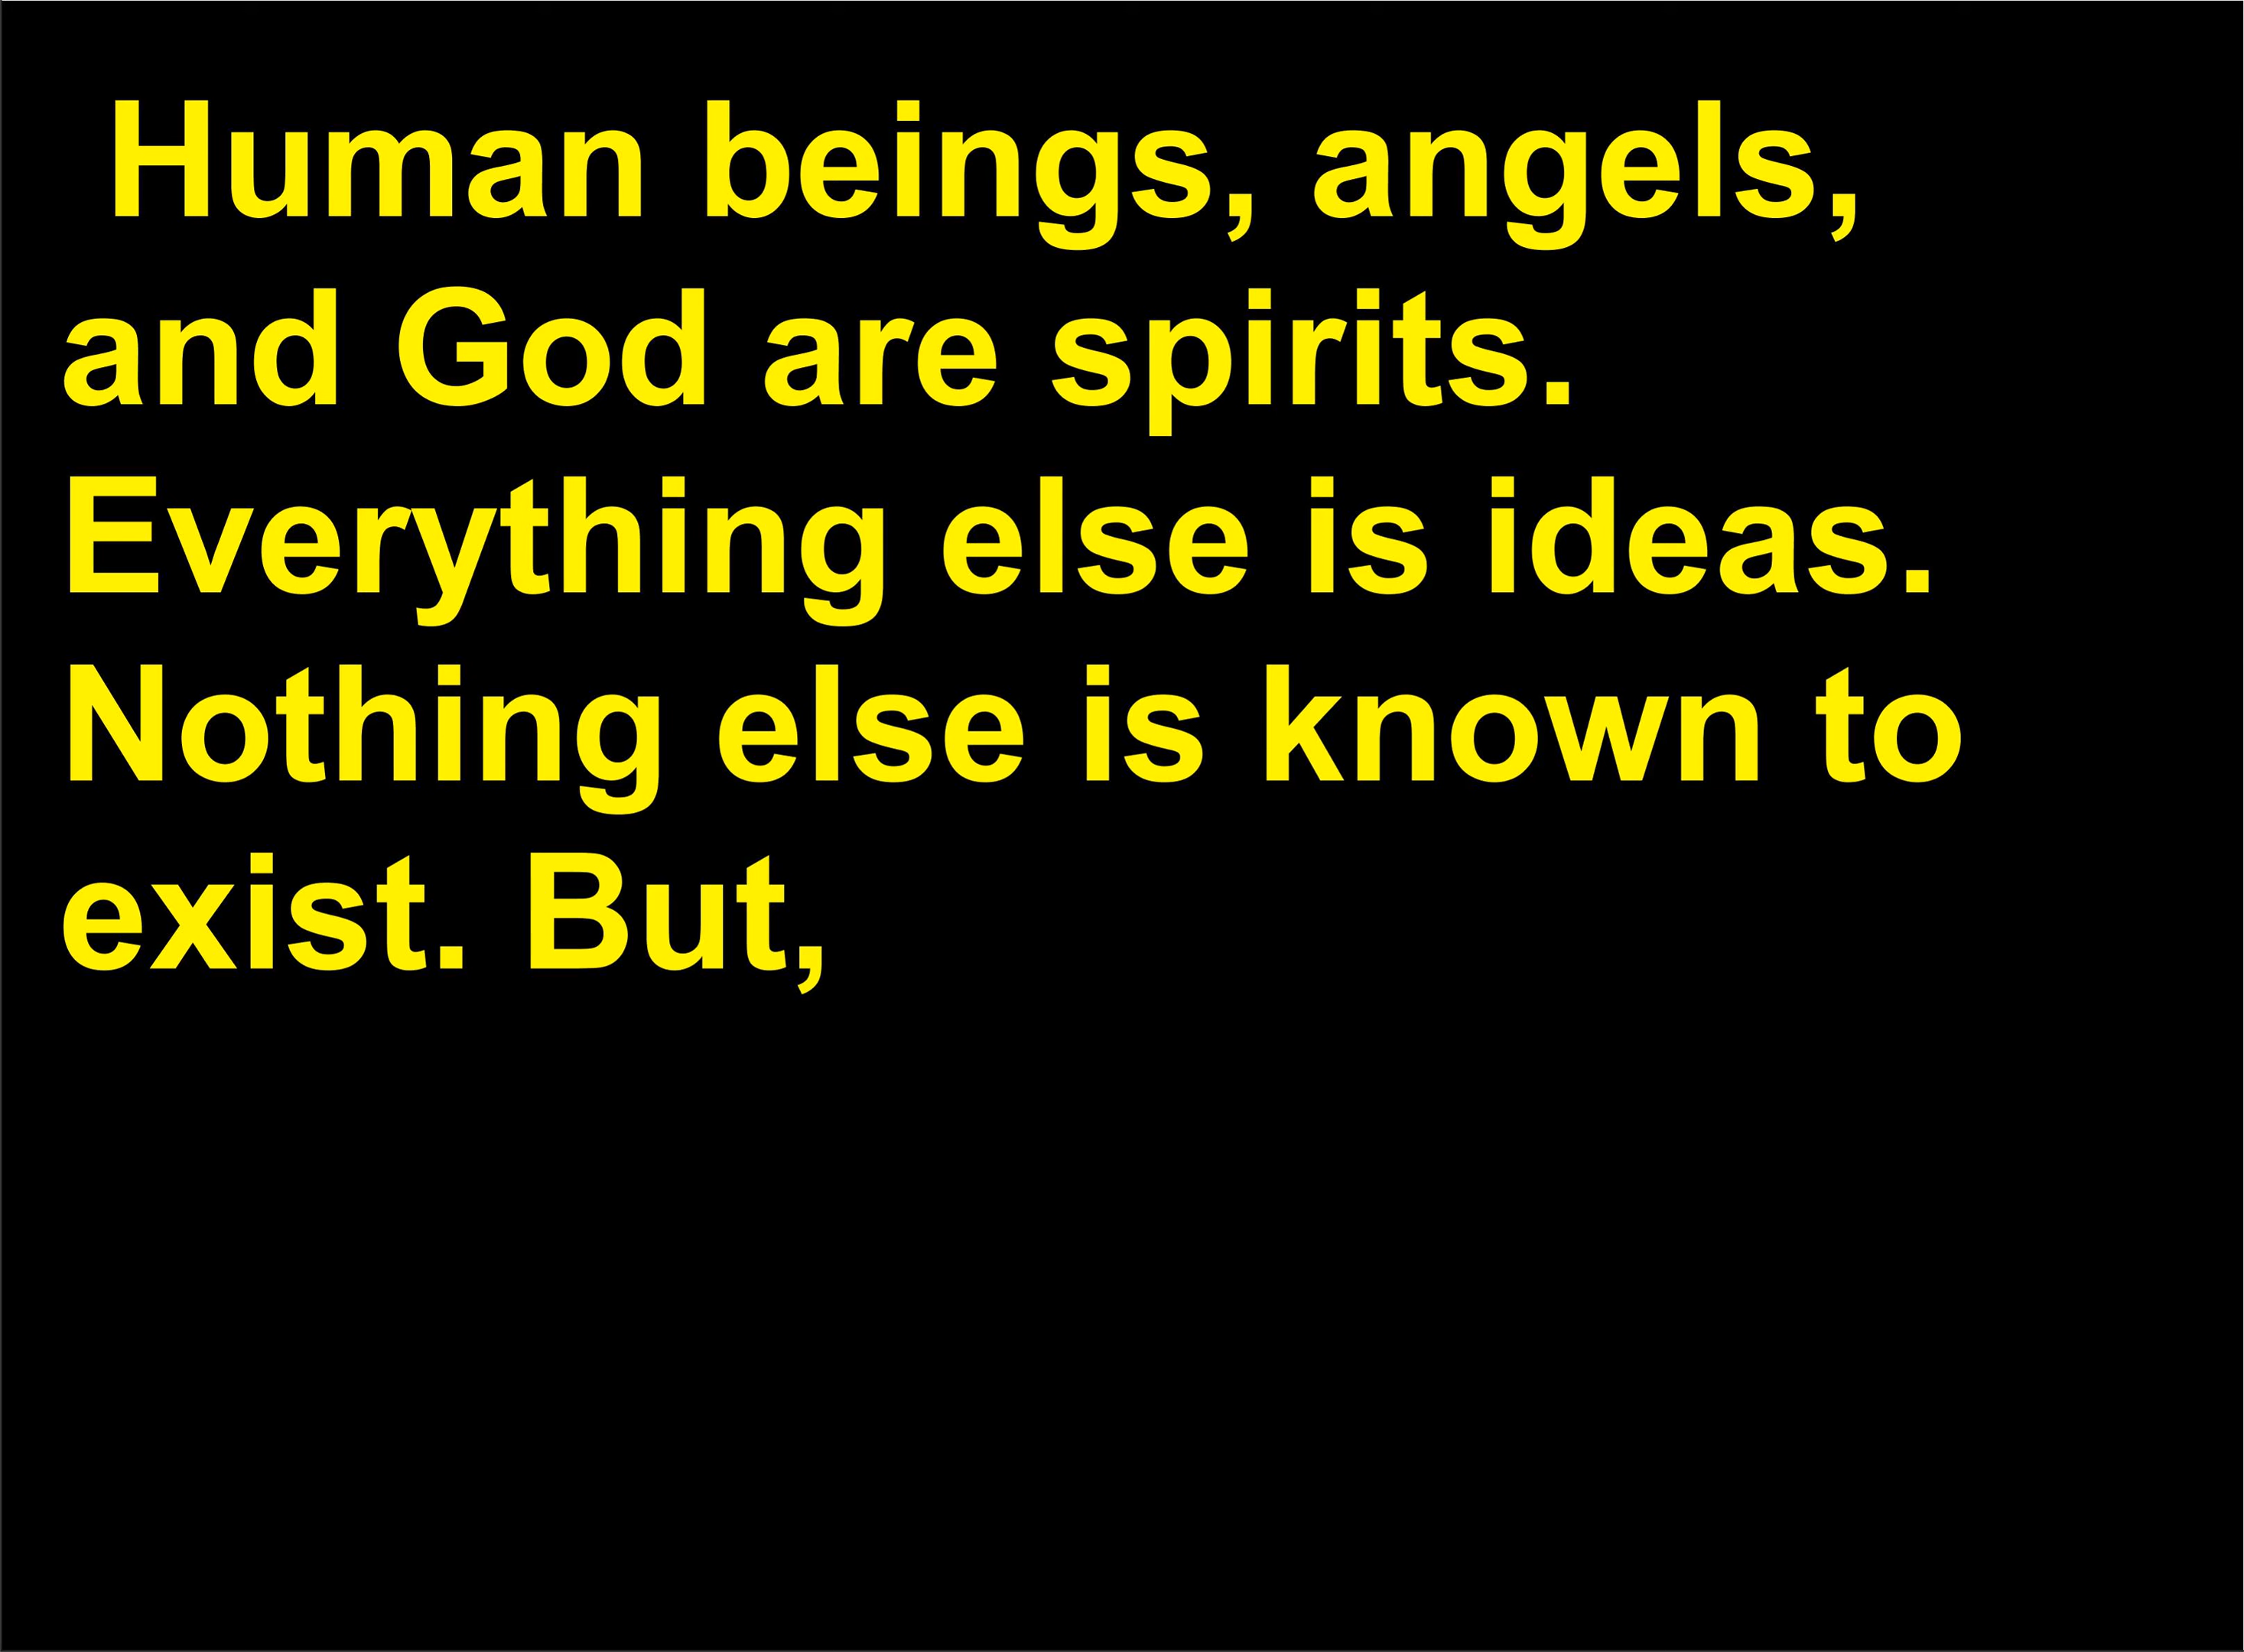 Human beings, angels,
and God are spirits.
Everything else is ideas.
Nothing else is known to
exist. But,